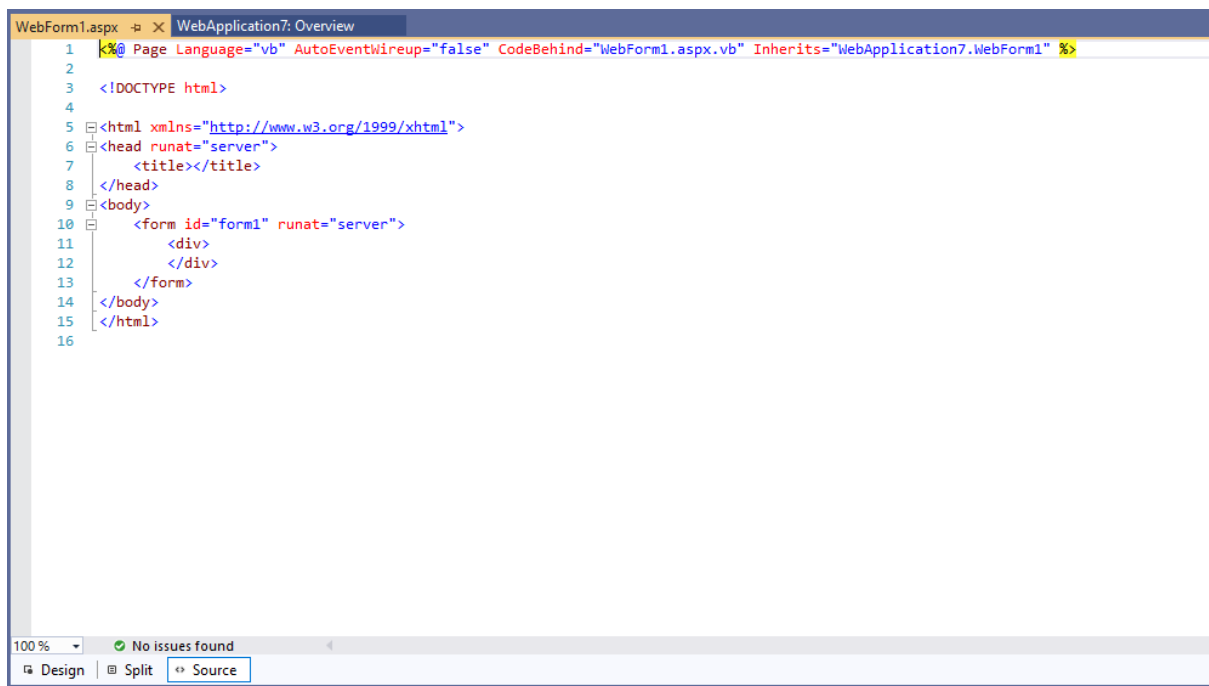 WebForm1.aspx WebApplication7: Overview
1 <%@ Page Language="vb" AutoEventWireup="false" CodeBehind="WebForm1.aspx.vb" Inherits="WebApplication7.WebForm1" %>
2
3 <!DOCTYPE html>
4
5 <html xmlns="http://www.w3.org/1999/xhtml">
6 <head runat="server">
7     <title></title>
8 </head>
9 <body>
10     <form id="form1" runat="server">
11         <div>
12         </div>
13     </form>
14 </body>
15 </html>
16
100 % No issues found
Design Split Source